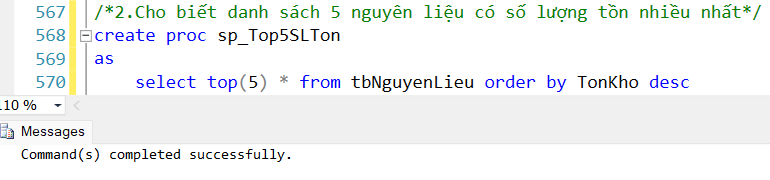 567 /*2.Cho biết danh sách 5 nguyên liệu có số lượng tồn nhiều nhất*/
568 create proc sp_Top5SLTon
569 as
570 select top(5) * from tbNguyenLieu order by TonKho desc
110 %
Messages
Command(s) completed successfully.